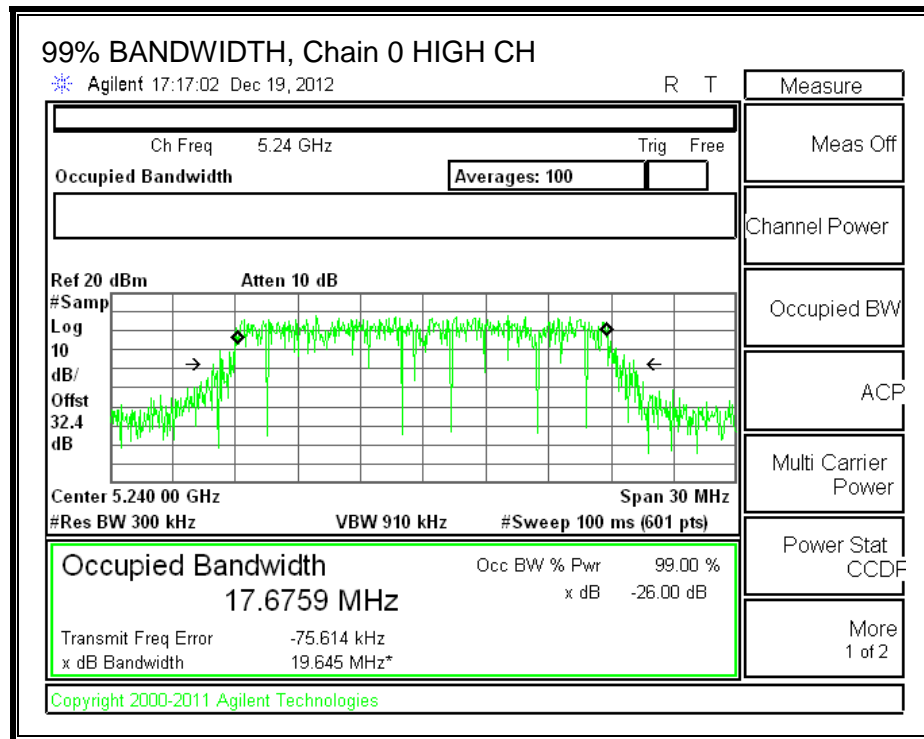 99% BANDWIDTH, Chain 0 HIGH CH
Agilent 17:17:02 Dec 19, 2012 R T
Measure
Ch Freq 5.24 GHz Trig Free
Meas Off
Occupied Bandwidth Averages: 100
Channel Power
Ref 20 dBm Atten 10 dB
#Samp
Log
10
dB/
Offst
32.4
dB
Occupied BW
ACP
Multi Carrier
Power
Center 5.240 00 GHz Span 30 MHz
#Res BW 300 kHz VBW 910 kHz #Sweep 100 ms (601 pts)
Power Stat
CCDF
Occupied Bandwidth
17.6759 MHz
Occ BW % Pwr 99.00 %
x dB -26.00 dB
Transmit Freq Error -75.614 kHz
x dB Bandwidth 19.645 MHz*
More
1 of 2
Copyright 2000-2011 Agilent Technologies